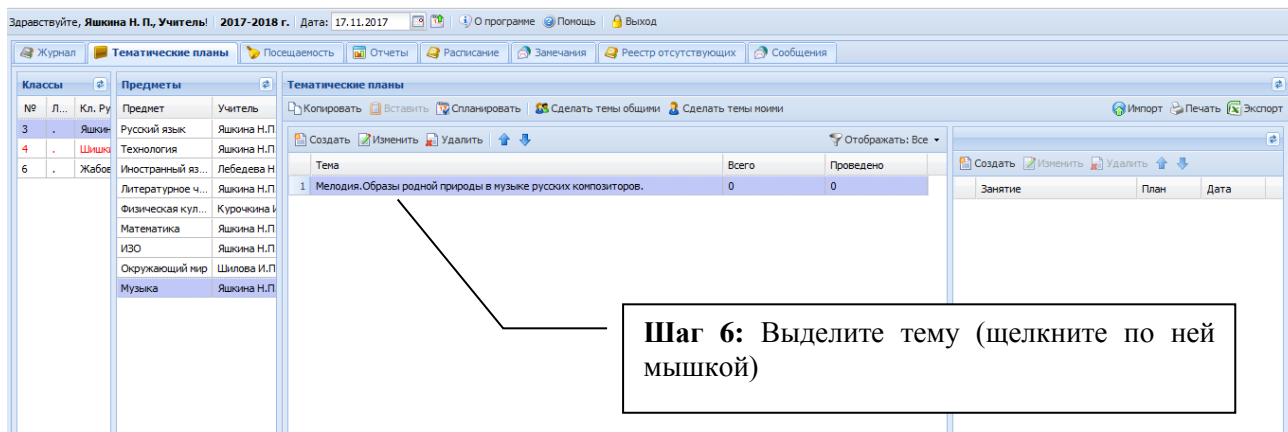 Здравствуйте, Яшкина Н. П., Учитель! 2017-2018 г. Дата: 17.11.2017 О программе Помощь Выход
Журнал Тематические планы Посещаемость Отчеты Расписание Замечания Реестр отсутствующих Сообщения
Классы Предметы Тематические планы
№ Л... Кл. Ру Предмет Учитель Копировать Вставить Спланировать Сделать темы общими Сделать темы моими Импорт Печать Экспорт
3 . Яшкин Русский язык Яшкина Н.П. Создать Изменить Удалить Отображать: Все
4 . Шишк Технология Яшкина Н.П. Тема Всего Проведено Создать Изменить Удалить
6 . Жабов Иностранный яз... Лебедева Н
1 Мелодия.Образы родной природы в музыке русских композиторов. 0 0 Занятие План Дата
Литературное ч... Яшкина Н.П.
Физическая кул... Курочкина И
Математика Яшкина Н.П.
ИЗО Яшкина Н.П.
Окружающий мир Шилова И.П
Музыка Яшкина Н.П.
Шаг 6: Выделите тему (щелкните по ней
мышкой)